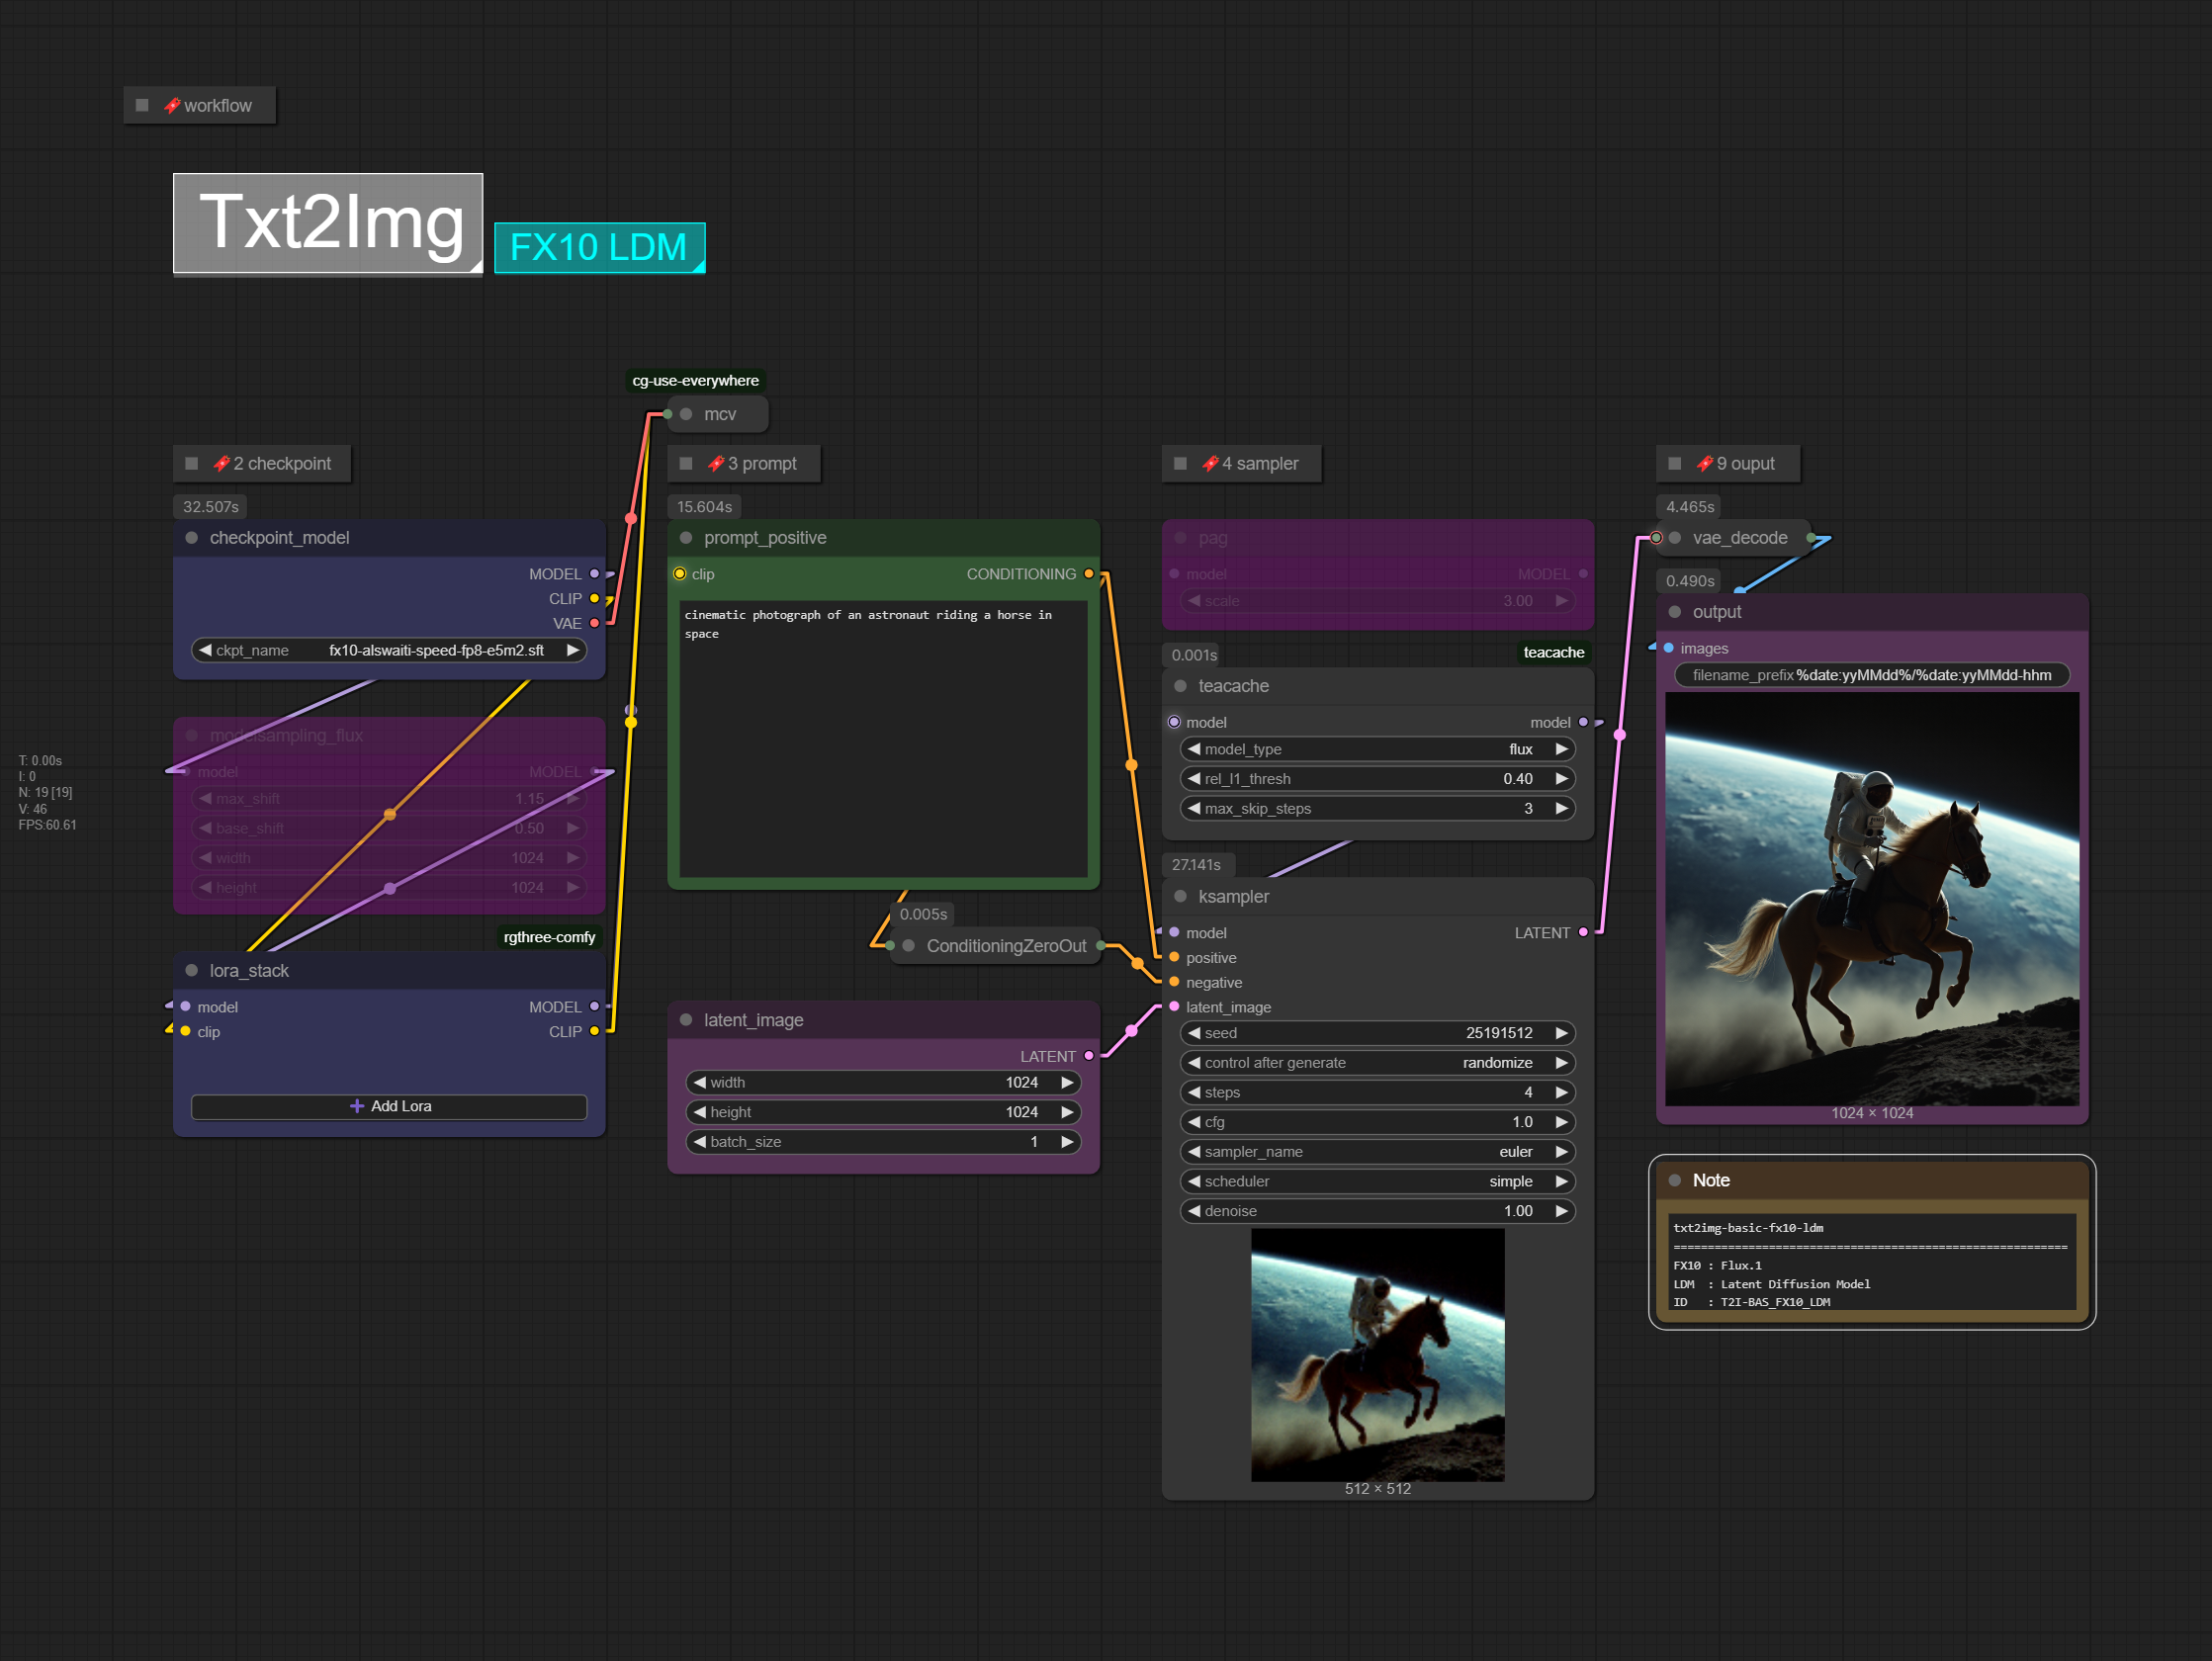 workflow
Txt2Img
FX10 LDM
cg-use-everywhere
mcv
2 checkpoint
32.507s
checkpoint_model
MODEL
CLIP
VAE
ckpt_name fx10-alswaiti-speed-fp8-e5m2.sft
modelsampling_flux
model MODEL
max_shift 1.15
base_shift 0.50
width 1024
height 1024
T: 0.00s
I: 0
N: 19 [19]
V: 46
FPS:60.61
rgthree-comfy
lora_stack
model MODEL
clip CLIP
Add Lora
3 prompt
15.604s
prompt_positive
clip CONDITIONING
cinematic photograph of an astronaut riding a horse in
space
0.005s
ConditioningZeroOut
latent_image
LATENT
width 1024
height 1024
batch_size 1
4 sampler
pag
model MODEL
scale 3.00
0.001s
teacache
teacache
model model
model_type flux
rel_l1_thresh 0.40
max_skip_steps 3
27.141s
ksampler
model LATENT
positive
negative
latent_image
seed 25191512
control after generate randomize
steps 4
cfg 1.0
sampler_name euler
scheduler simple
denoise 1.00
512 × 512
9 ouput
4.465s
vae_decode
0.490s
output
images
filename_prefix %date:yyMMdd%/%date:yyMMdd-hhm
1024 × 1024
Note
txt2img-basic-fx10-ldm
==========================================================
FX10 : Flux.1
LDM : Latent Diffusion Model
ID : T2I-BAS_FX10_LDM